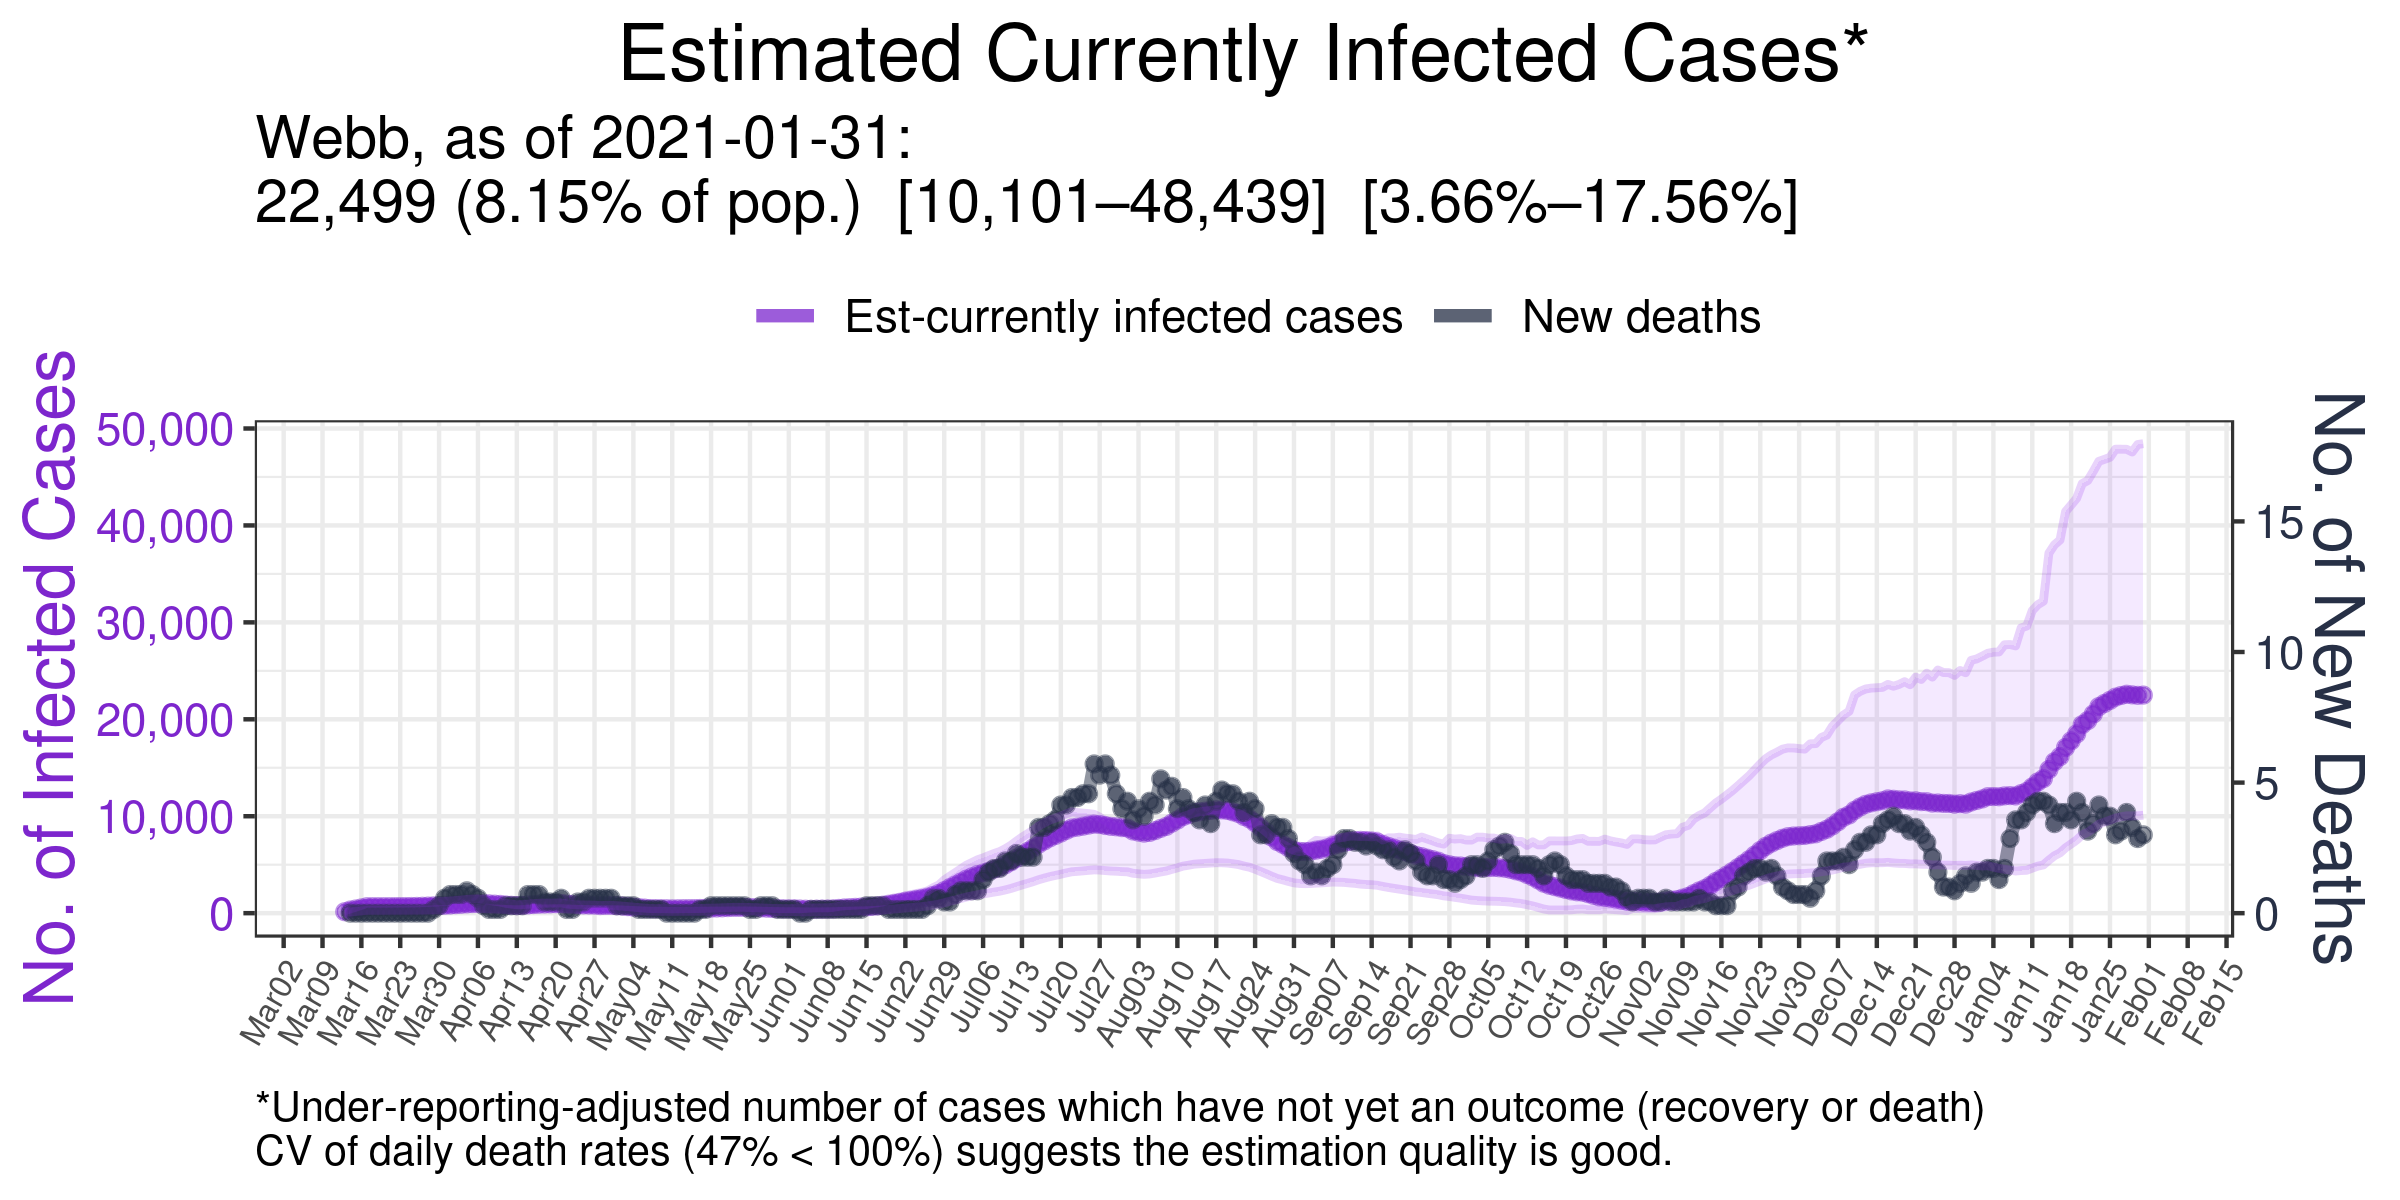 Estimated Currently Infected Cases*
Webb, as of 2021-01-31:
22,499 (8.15% of pop.)  [10,101–48,439]  [3.66%–17.56%]
Est-currently infected cases
New deaths
No. of Infected Cases
50,000
40,000
30,000
20,000
10,000
0
No. of New Deaths
15
10
5
0
Mar02
Mar09
Mar16
Mar23
Mar30
Apr06
Apr13
Apr20
Apr27
May04
May11
May18
May25
Jun01
Jun08
Jun15
Jun22
Jun29
Jul06
Jul13
Jul20
Jul27
Aug03
Aug10
Aug17
Aug24
Aug31
Sep07
Sep14
Sep21
Sep28
Oct05
Oct12
Oct19
Oct26
Nov02
Nov09
Nov16
Nov23
Nov30
Dec07
Dec14
Dec21
Dec28
Jan04
Jan11
Jan18
Jan25
Feb01
Feb08
Feb15
*Under-reporting-adjusted number of cases which have not yet an outcome (recovery or death)
CV of daily death rates (47% < 100%) suggests the estimation quality is good.